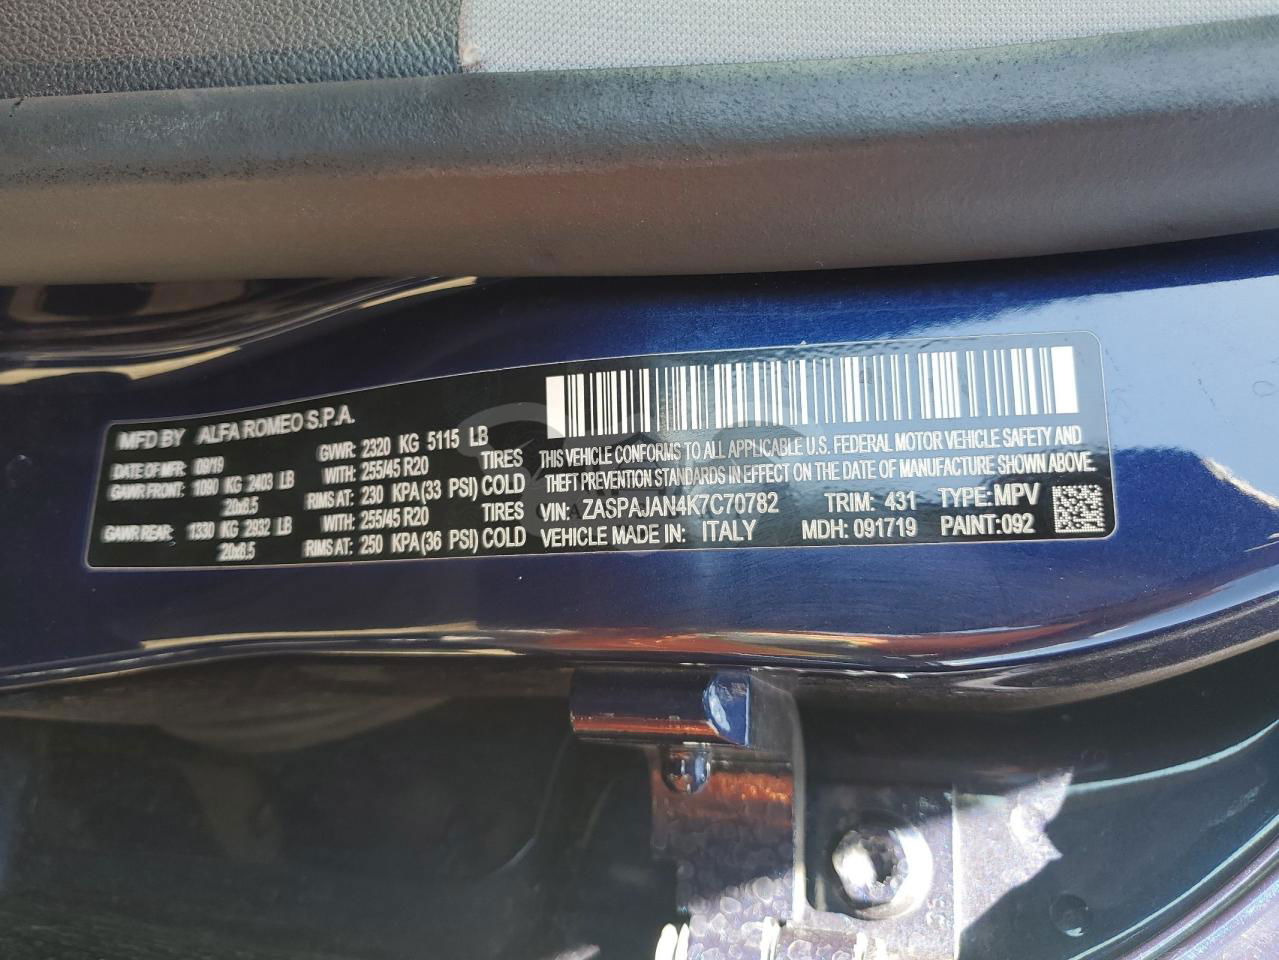 MFD BY ALFA ROMEO S.P.A.
DATE OF MFR: 09/19 GVWR: 2320 KG 5115 LB
GAWR FRONT: 1090 KG 2403 LB WITH: 255/45 R20 TIRES
20x8.5 RIMS AT: 230 KPA(33 PSI) COLD
GAWR REAR: 1330 KG 2932 LB WITH: 255/45 R20 TIRES
20x8.5 RIMS AT: 250 KPA(36 PSI) COLD
THIS VEHICLE CONFORMS TO ALL APPLICABLE U.S. FEDERAL MOTOR VEHICLE SAFETY AND
THEFT PREVENTION STANDARDS IN EFFECT ON THE DATE OF MANUFACTURE SHOWN ABOVE.
VIN: ZASPAJAN4K7C70782 TRIM: 431 TYPE: MPV
VEHICLE MADE IN: ITALY MDH: 091719 PAINT:092